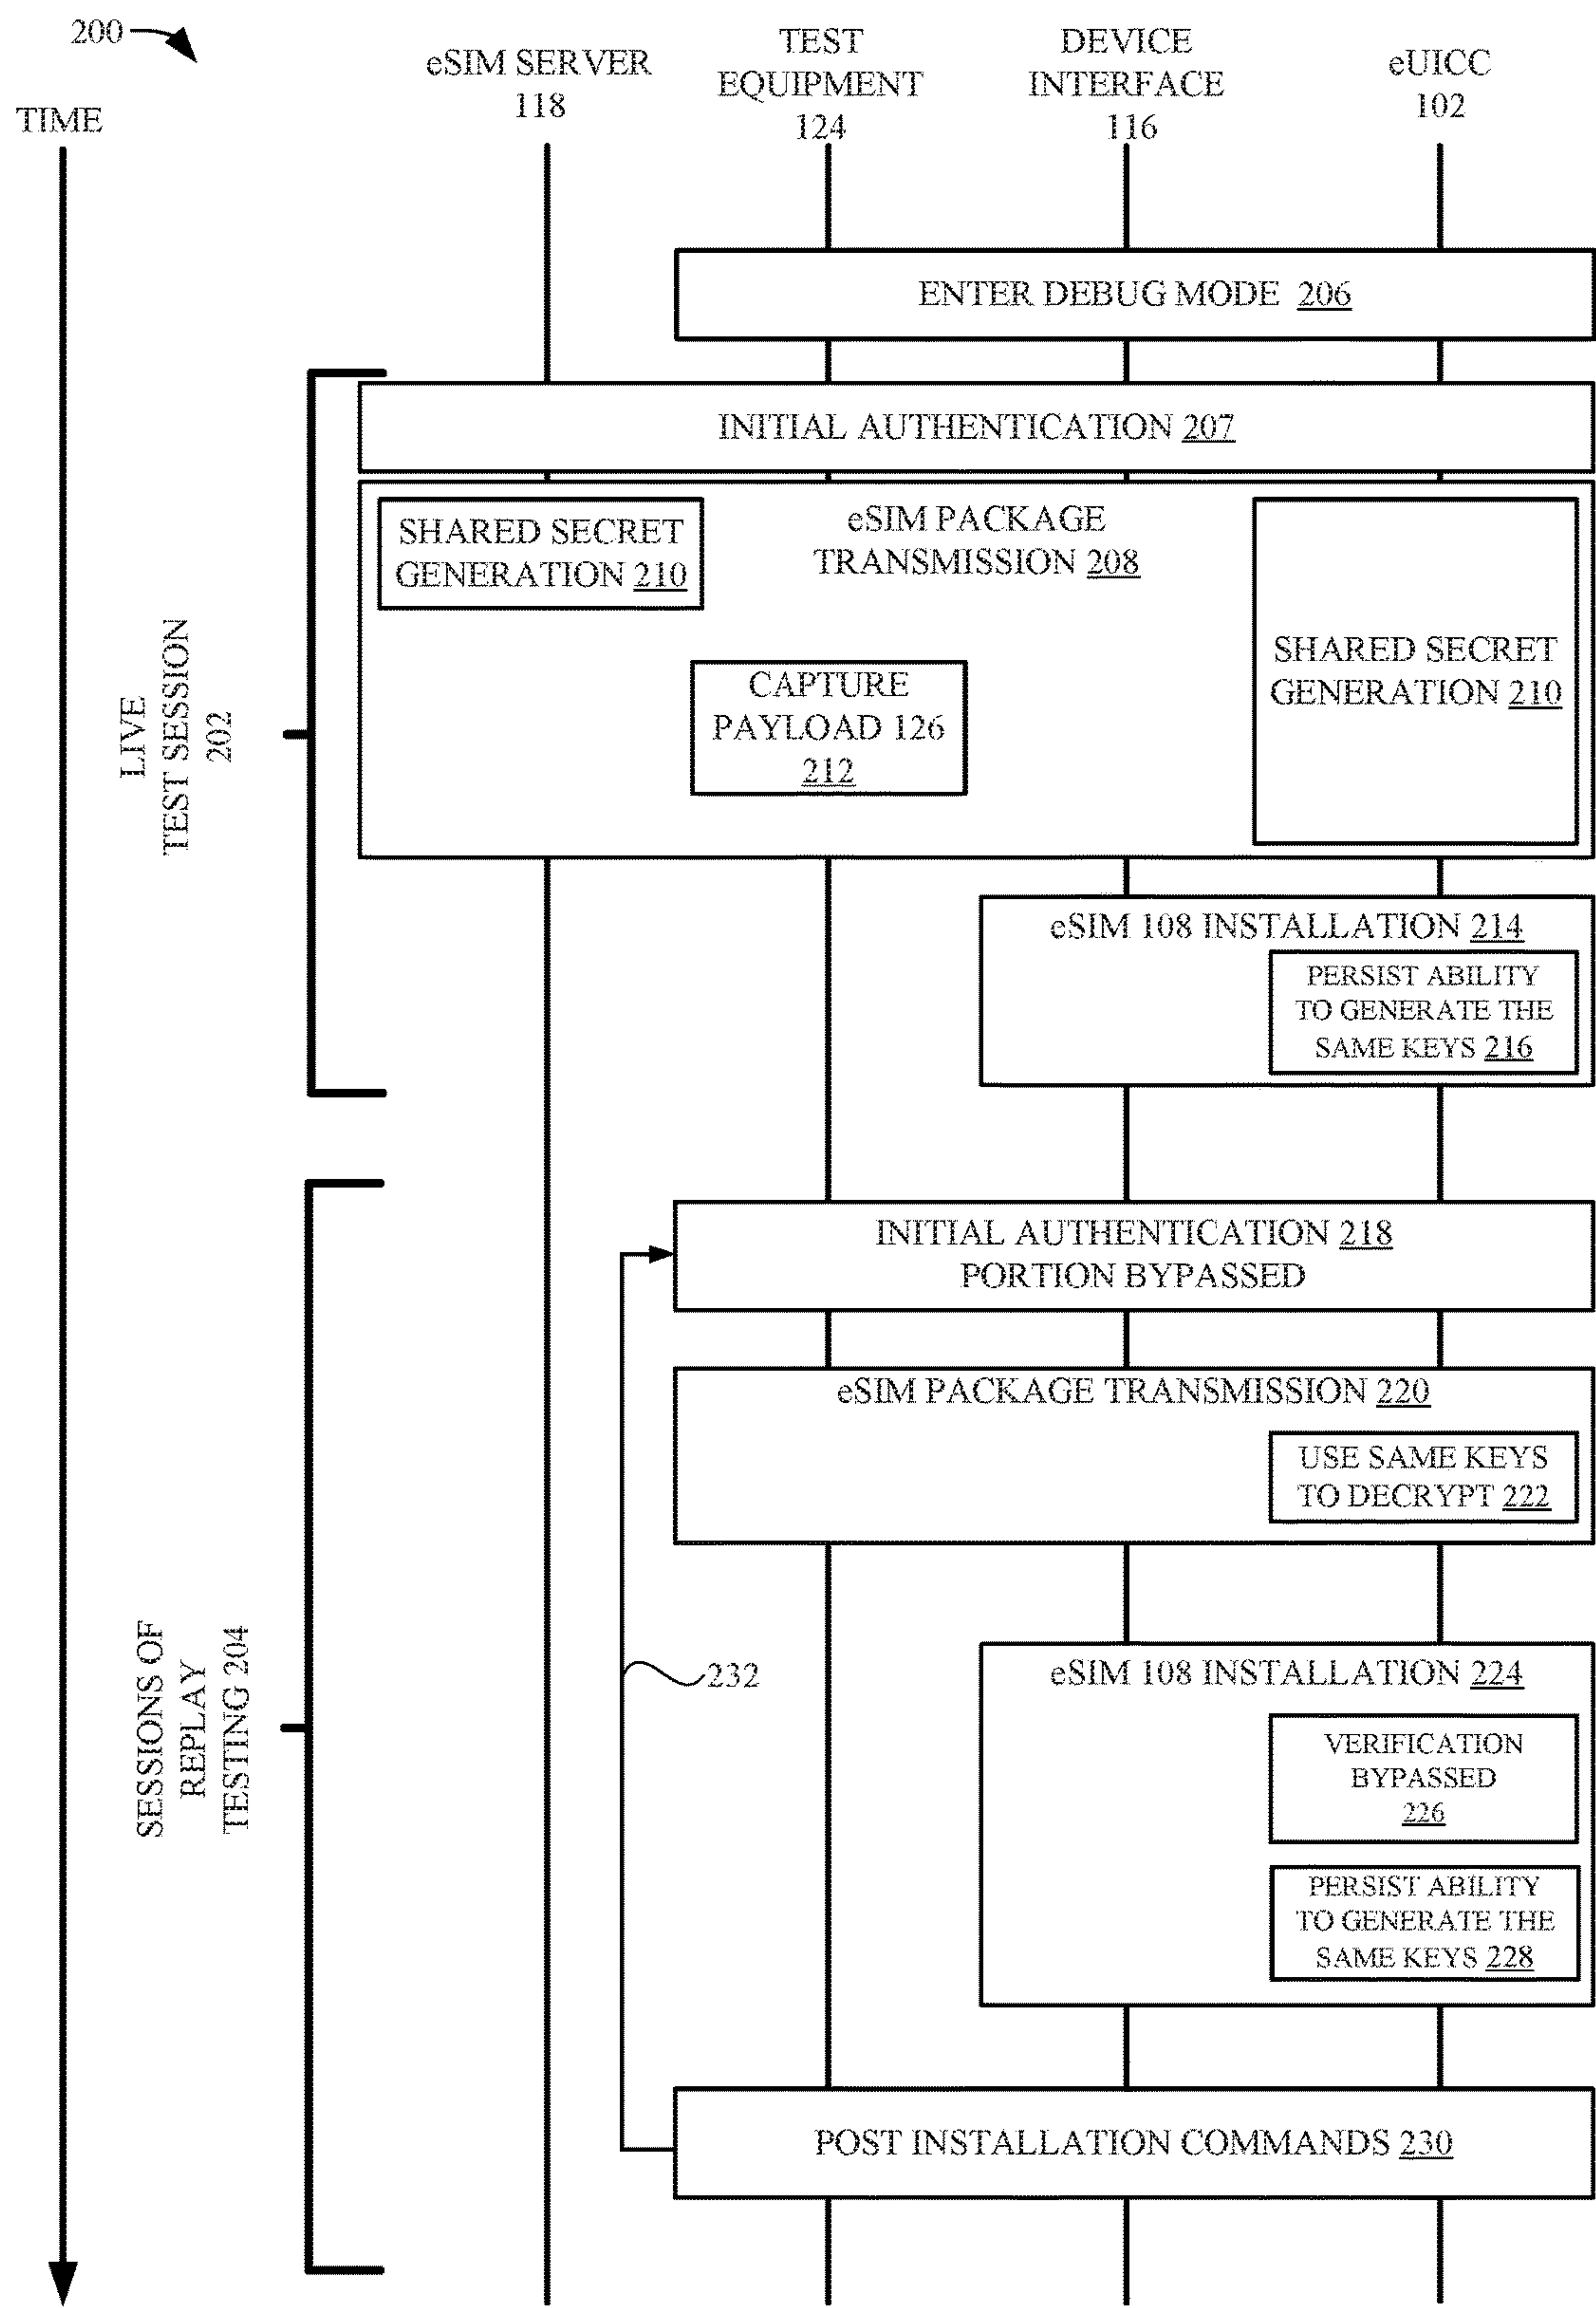 200
TIME
eSIM SERVER
118
TEST
EQUIPMENT
124
DEVICE
INTERFACE
116
eUICC
102
ENTER DEBUG MODE 206
LIVE
TEST SESSION
202
INITIAL AUTHENTICATION 207
SHARED SECRET
GENERATION 210
eSIM PACKAGE
TRANSMISSION 208
SHARED SECRET
GENERATION 210
CAPTURE
PAYLOAD 126
212
eSIM 108 INSTALLATION 214
PERSIST ABILITY
TO GENERATE THE
SAME KEYS 216
SESSIONS OF
REPLAY
TESTING 204
INITIAL AUTHENTICATION 218
PORTION BYPASSED
eSIM PACKAGE TRANSMISSION 220
USE SAME KEYS
TO DECRYPT 222
232
eSIM 108 INSTALLATION 224
VERIFICATION
BYPASSED
226
PERSIST ABILITY
TO GENERATE THE
SAME KEYS 228
POST INSTALLATION COMMANDS 230